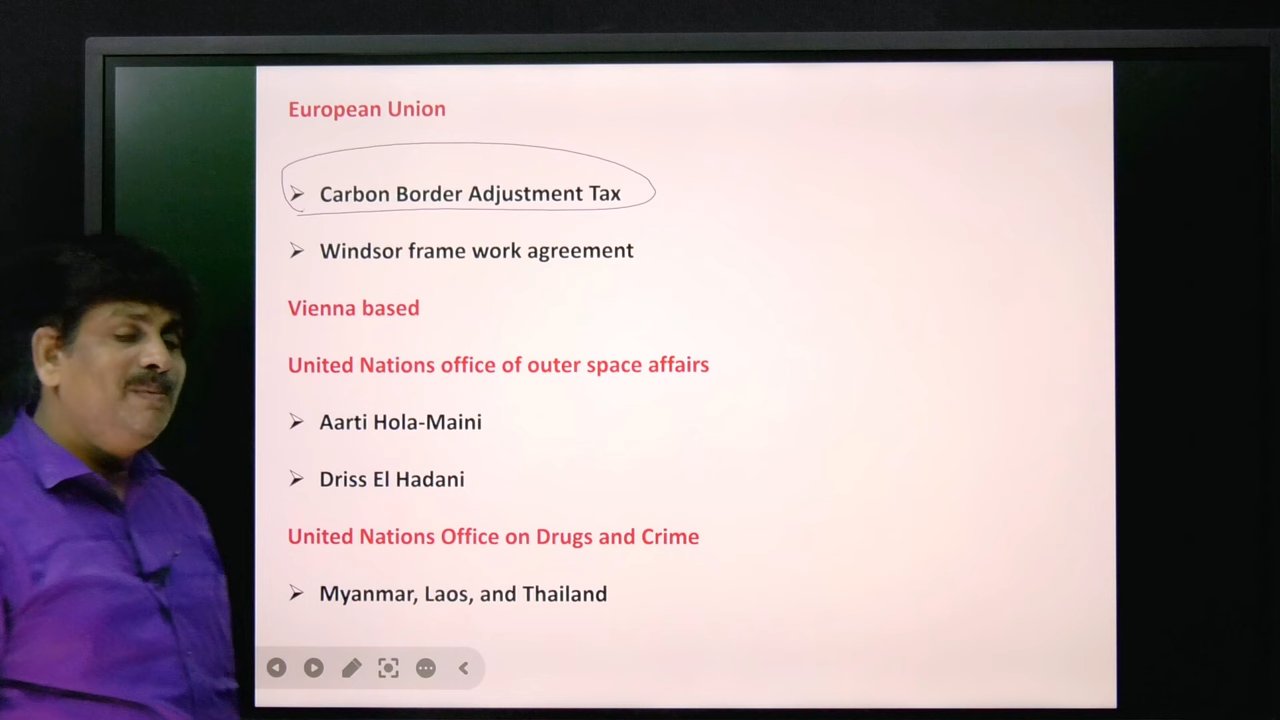 European Union
Carbon Border Adjustment Tax
Windsor frame work agreement
Vienna based
United Nations office of outer space affairs
Aarti Hola-Maini
Driss El Hadani
United Nations Office on Drugs and Crime
Myanmar, Laos, and Thailand